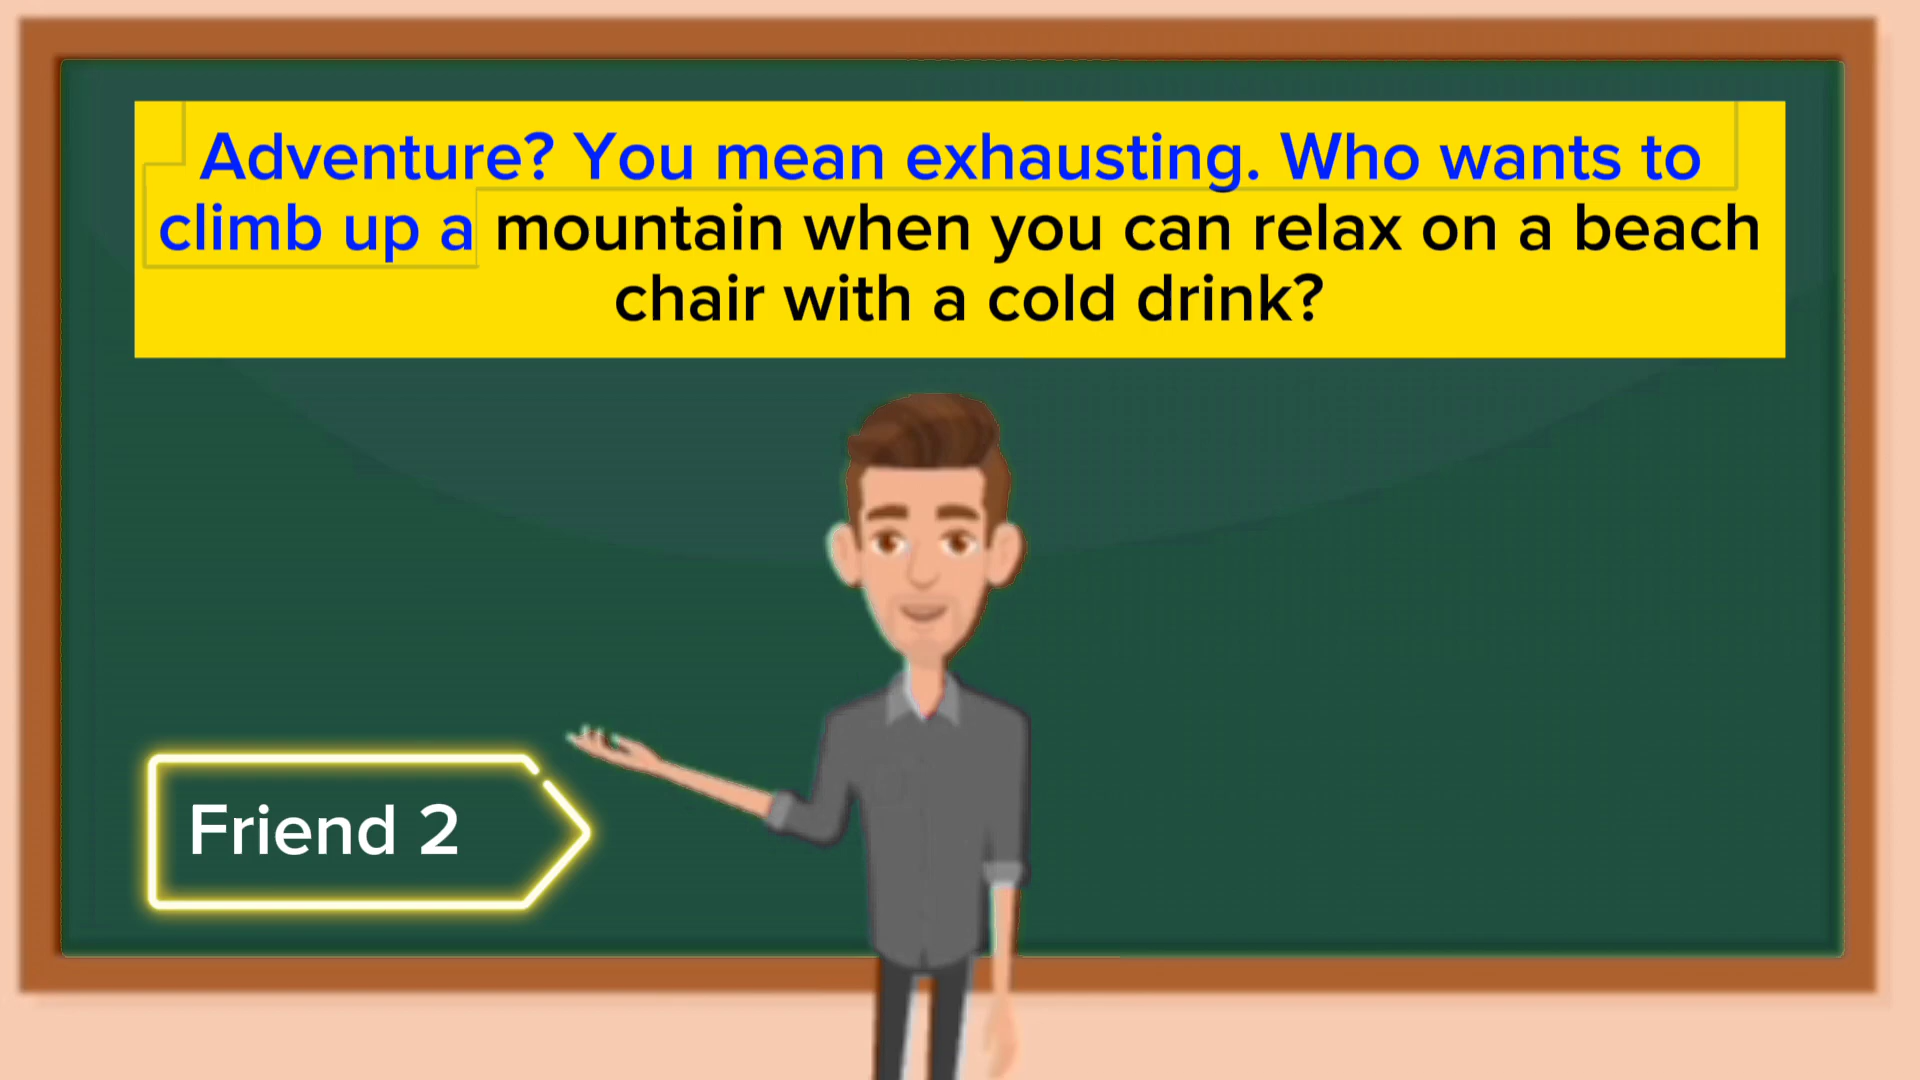 Adventure? You mean exhausting. Who wants to
climb up a mountain when you can relax on a beach
chair with a cold drink?
Friend 2